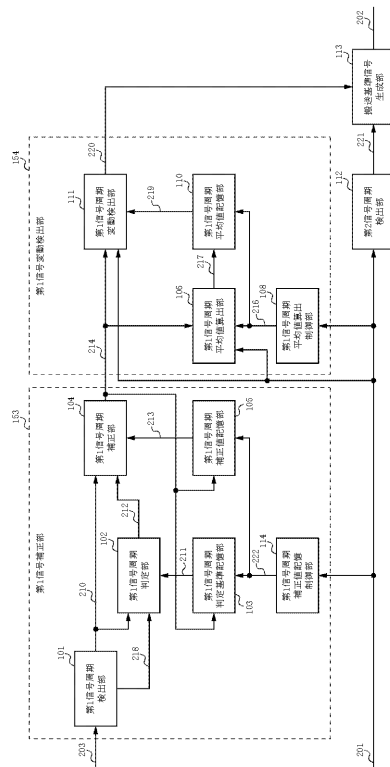 153
第1信号補正部
154
第1信号変動検出部
203
101
第1信号周期
検出部
210
218
102
第1信号周期
判定部
212
104
第1信号周期
補正部
214
111
第1信号周期
変動検出部
220
211
213
219
第1信号周期
判定基準記憶部
103
第1信号周期
補正値記憶部
105
106
第1信号周期
平均値算出部
217
110
第1信号周期
平均値記憶部
222
114
第1信号周期
補正値記憶
制御部
216
108
第1信号周期
平均値算出
制御部
201
112
第2信号周期
検出部
221
113
搬送基準信号
生成部
202